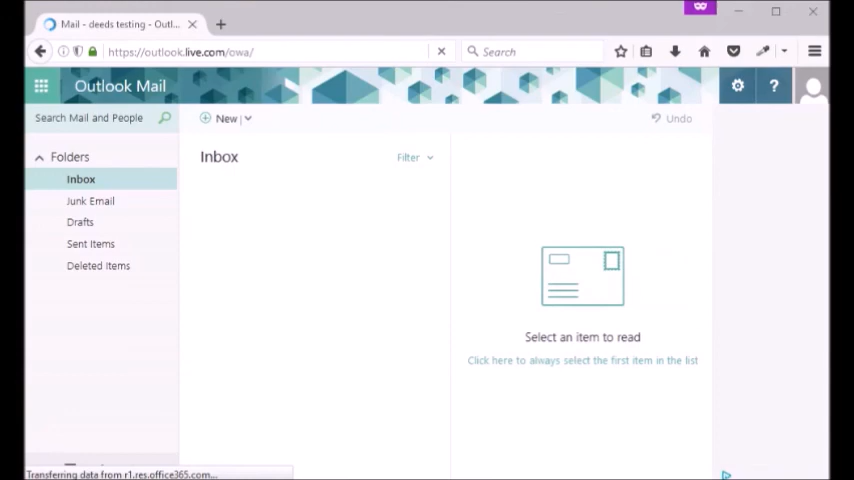 Mail - deeds testing - Outl...
https://outlook.live.com/owa/
Search
Outlook Mail
?
Search Mail and People
New
Undo
Folders
Inbox
Filter
Inbox
Junk Email
Drafts
Sent Items
Deleted Items
Select an item to read
Click here to always select the first item in the list
Transferring data from r1.res.office365.com...